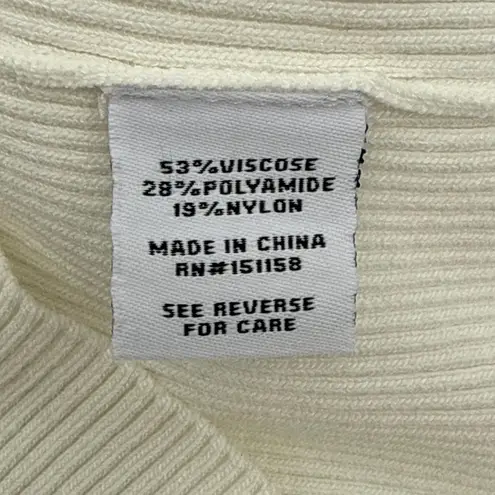 53%VISCOSE
28%POLYAMIDE
19%NYLON
MADE IN CHINA
RN#151158
SEE REVERSE
FOR CARE